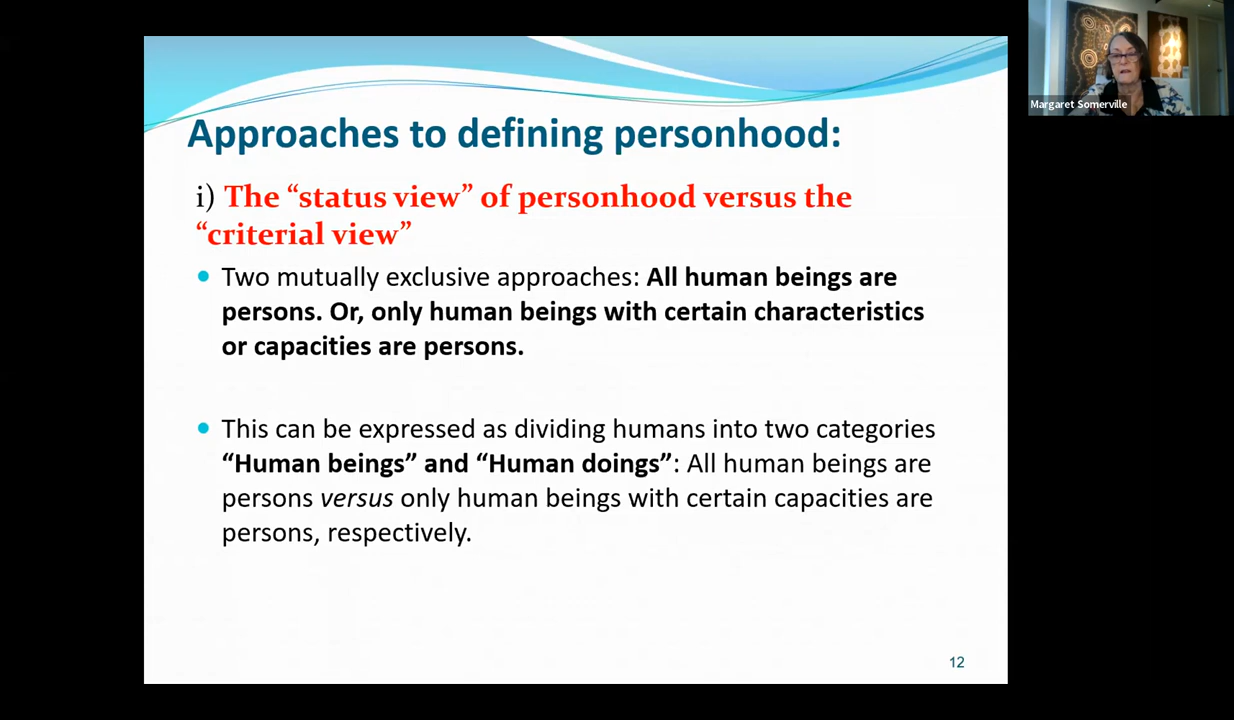 Approaches to defining personhood:
i) The “status view” of personhood versus the
“criterial view”
Two mutually exclusive approaches: All human beings are
persons. Or, only human beings with certain characteristics
or capacities are persons.
This can be expressed as dividing humans into two categories
“Human beings” and “Human doings”: All human beings are
persons versus only human beings with certain capacities are
persons, respectively.
12
Margaret Somerville